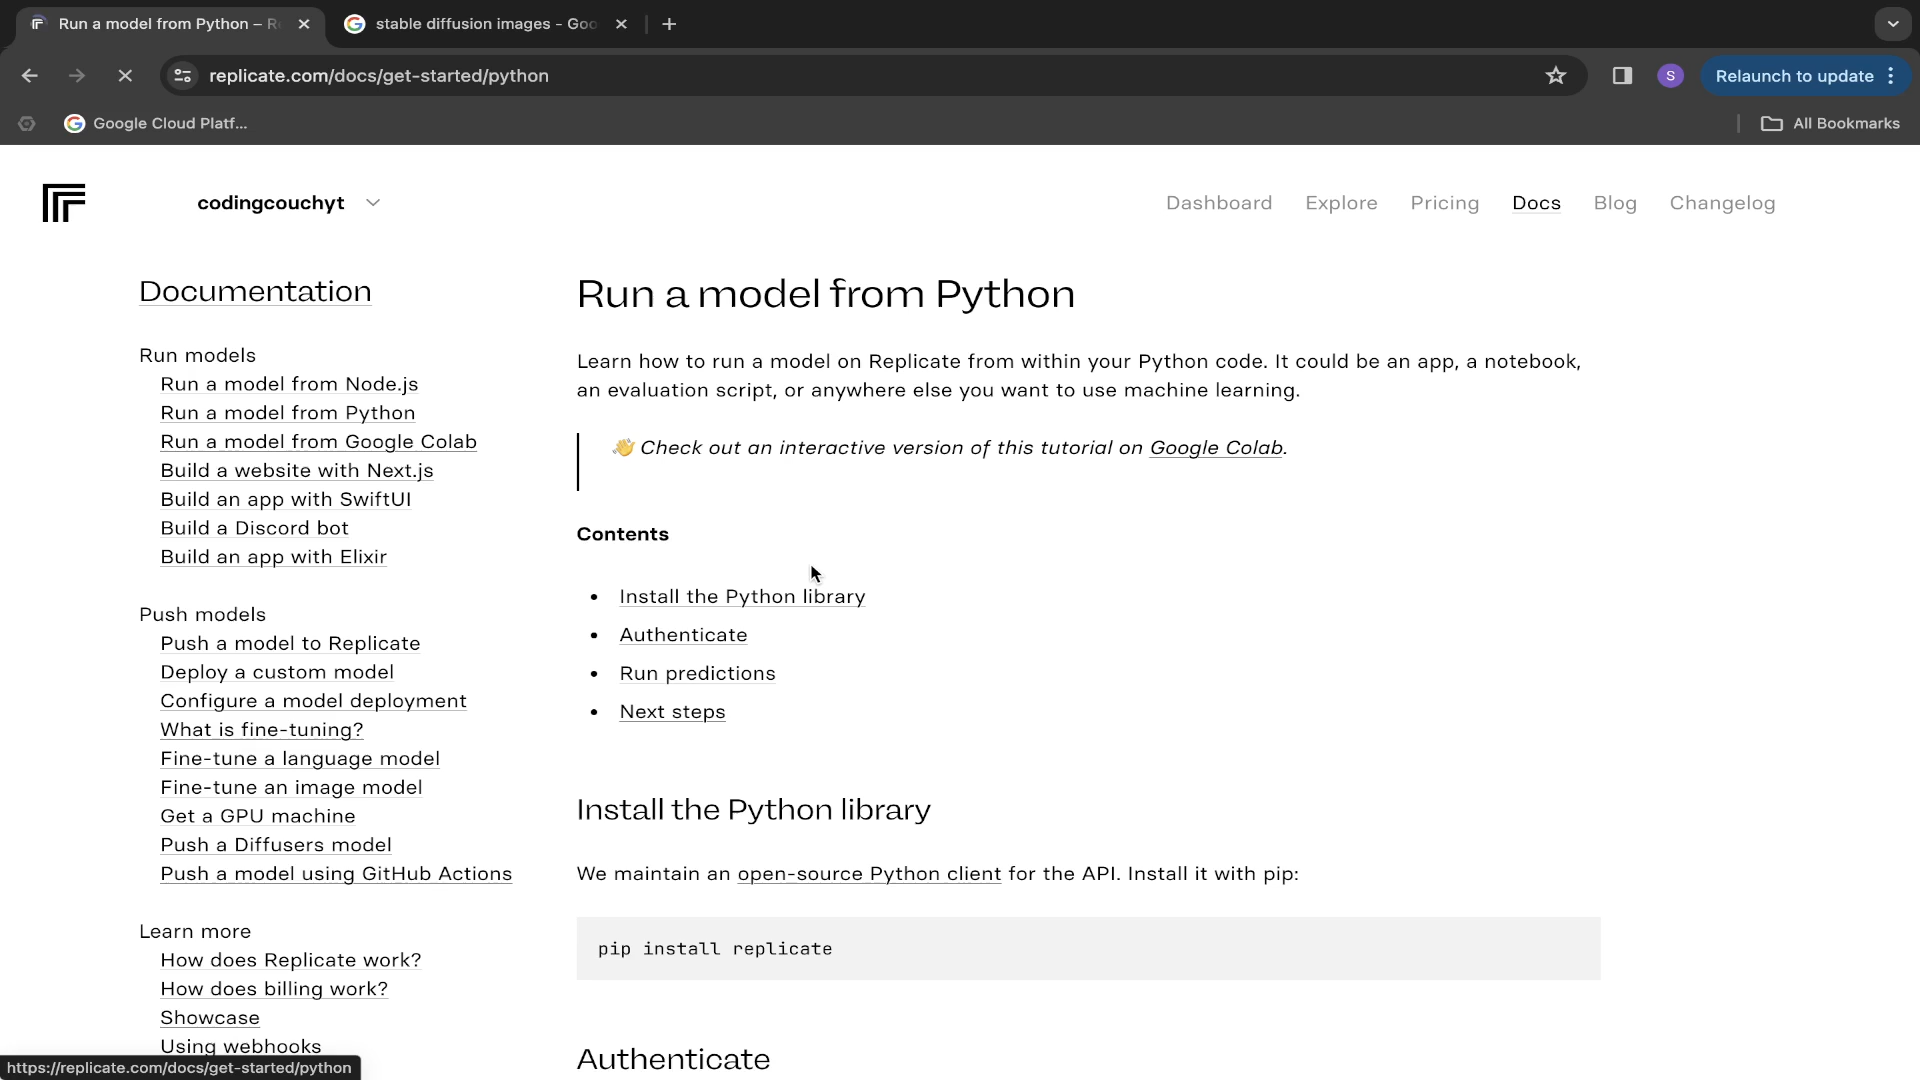 Run a model from Python – R
stable diffusion images - Goo
replicate.com/docs/get-started/python
S
Relaunch to update
Google Cloud Platf...
All Bookmarks
codingcouchyt
Dashboard
Explore
Pricing
Docs
Blog
Changelog
Documentation
Run models
Run a model from Node.js
Run a model from Python
Run a model from Google Colab
Build a website with Next.js
Build an app with SwiftUI
Build a Discord bot
Build an app with Elixir
Push models
Push a model to Replicate
Deploy a custom model
Configure a model deployment
What is fine-tuning?
Fine-tune a language model
Fine-tune an image model
Get a GPU machine
Push a Diffusers model
Push a model using GitHub Actions
Learn more
How does Replicate work?
How does billing work?
Showcase
Using webhooks
Run a model from Python
Learn how to run a model on Replicate from within your Python code. It could be an app, a notebook,
an evaluation script, or anywhere else you want to use machine learning.
👋 Check out an interactive version of this tutorial on Google Colab.
Contents
• Install the Python library
• Authenticate
• Run predictions
• Next steps
Install the Python library
We maintain an open-source Python client for the API. Install it with pip:
pip install replicate
Authenticate
https://replicate.com/docs/get-started/python